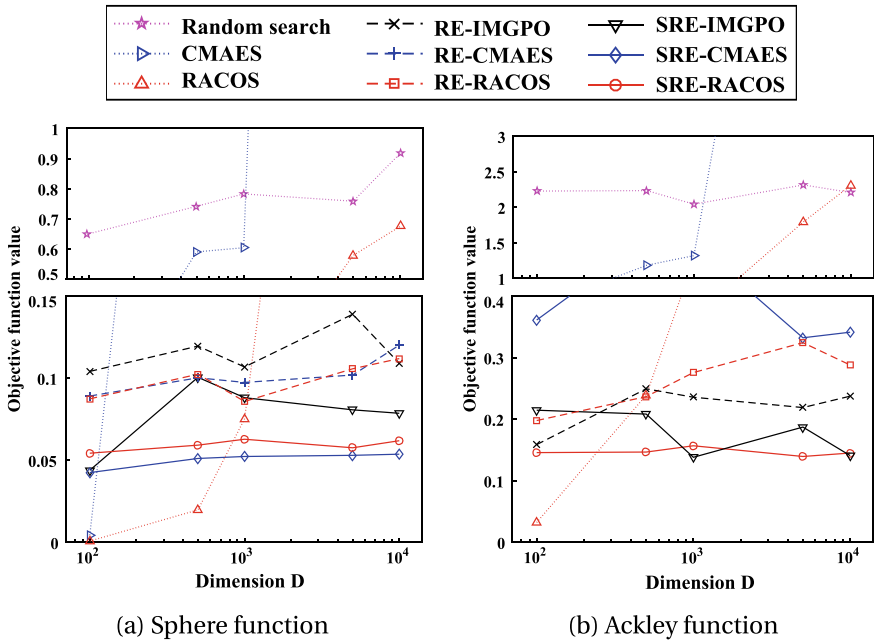 Random search RE-IMGPO SRE-IMGPO
CMAES RE-CMAES SRE-CMAES
RACOS RE-RACOS SRE-RACOS
1
0.9
0.8
0.7
0.6
0.5
0.15
0.1
0.05
0
Objective function value
10² 10³ 10⁴
Dimension D
(a) Sphere function
3
2.5
2
1.5
1
0.4
0.3
0.2
0.1
0
Objective function value
10² 10³ 10⁴
Dimension D
(b) Ackley function